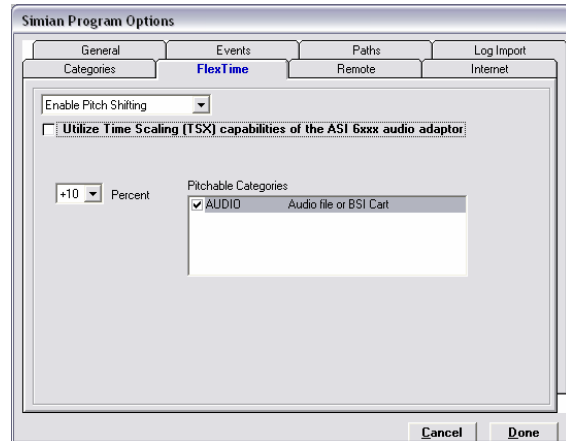 Simian Program Options
General Events Paths Log Import
Categories FlexTime Remote Internet
Enable Pitch Shifting
Utilize Time Scaling (TSX) capabilities of the ASI 6xxx audio adaptor
+10 Percent
Pitchable Categories
AUDIO Audio file or BSI Cart
Cancel Done